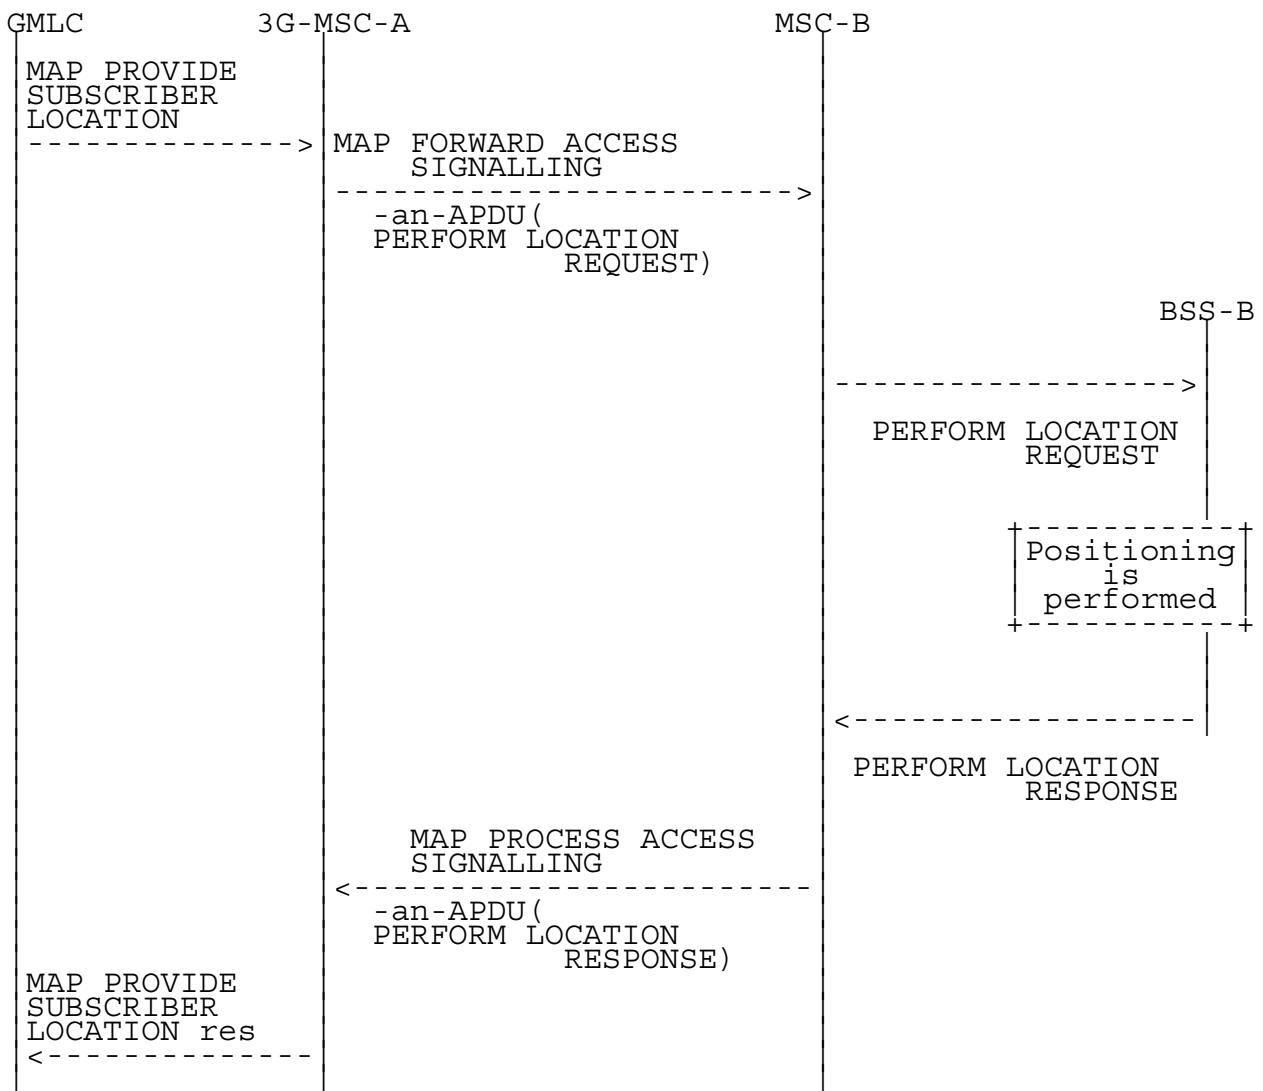 GMLC 3G-MSC-A MSC-B
MAP PROVIDE
SUBSCRIBER
LOCATION
MAP FORWARD ACCESS
SIGNALLING
-an-APDU(
PERFORM LOCATION
REQUEST)
BSS-B
PERFORM LOCATION
REQUEST
Positioning
is
performed
PERFORM LOCATION
RESPONSE
MAP PROCESS ACCESS
SIGNALLING
-an-APDU(
PERFORM LOCATION
RESPONSE)
MAP PROVIDE
SUBSCRIBER
LOCATION res